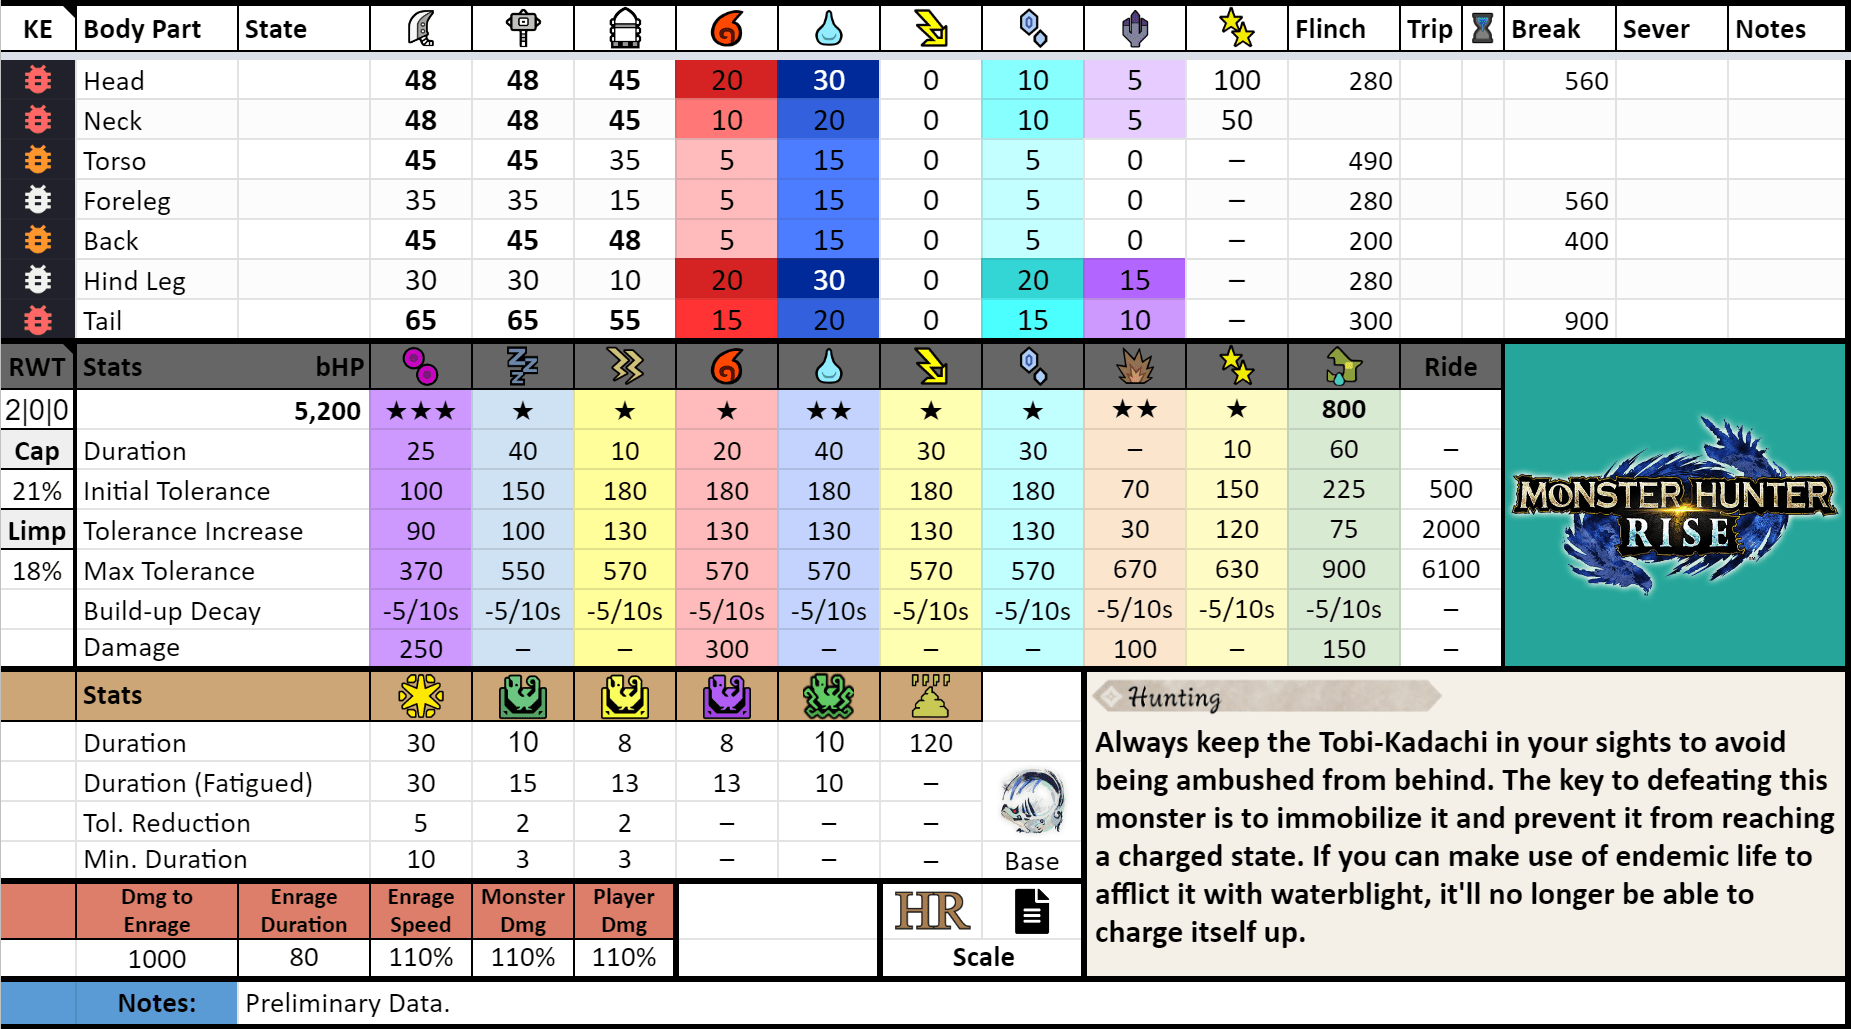 KE Body Part State Flinch Trip Break Sever Notes
Head 48 48 45 20 30 0 10 5 100 280 560
Neck 48 48 45 10 20 0 10 5 50
Torso 45 45 35 5 15 0 5 0 – 490
Foreleg 35 35 15 5 15 0 5 0 – 280 560
Back 45 45 48 5 15 0 5 0 – 200 400
Hind Leg 30 30 10 20 30 0 20 15 – 280
Tail 65 65 55 15 20 0 15 10 – 300 900
RWT Stats bHP Ride
2|0|0 5,200 ★★★ ★ ★ ★ ★★ ★ ★ ★★ ★ 800
Cap Duration 25 40 10 20 40 30 30 – 10 60 –
21% Initial Tolerance 100 150 180 180 180 180 180 70 150 225 500
Limp Tolerance Increase 90 100 130 130 130 130 130 30 120 75 2000
18% Max Tolerance 370 550 570 570 570 570 570 670 630 900 6100
Build-up Decay -5/10s -5/10s -5/10s -5/10s -5/10s -5/10s -5/10s -5/10s -5/10s -5/10s –
Damage 250 – – 300 – – – 100 – 150 –
MONSTER HUNTER
RISE
Stats
Duration 30 10 8 8 10 120
Duration (Fatigued) 30 15 13 13 10 –
Tol. Reduction 5 2 2 – – –
Min. Duration 10 3 3 – – – Base
Hunting
Always keep the Tobi-Kadachi in your sights to avoid
being ambushed from behind. The key to defeating this
monster is to immobilize it and prevent it from reaching
a charged state. If you can make use of endemic life to
afflict it with waterblight, it'll no longer be able to
charge itself up.
Dmg to Enrage Enrage Monster Player
Enrage Duration Speed Dmg Dmg
HR
1000 80 110% 110% 110% Scale
Notes: Preliminary Data.